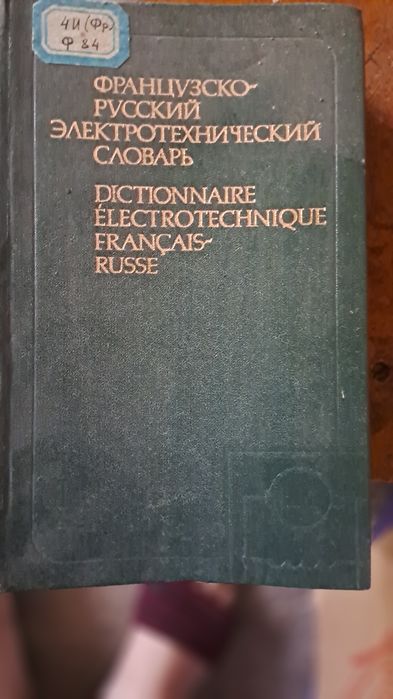 4И(Фр)
Ф 84
ФРАНЦУЗСКО-
РУССКИЙ
ЭЛЕКТРОТЕХНИЧЕСКИЙ
СЛОВАРЬ
DICTIONNAIRE
ÉLECTROTECHNIQUE
FRANÇAIS-
RUSSE